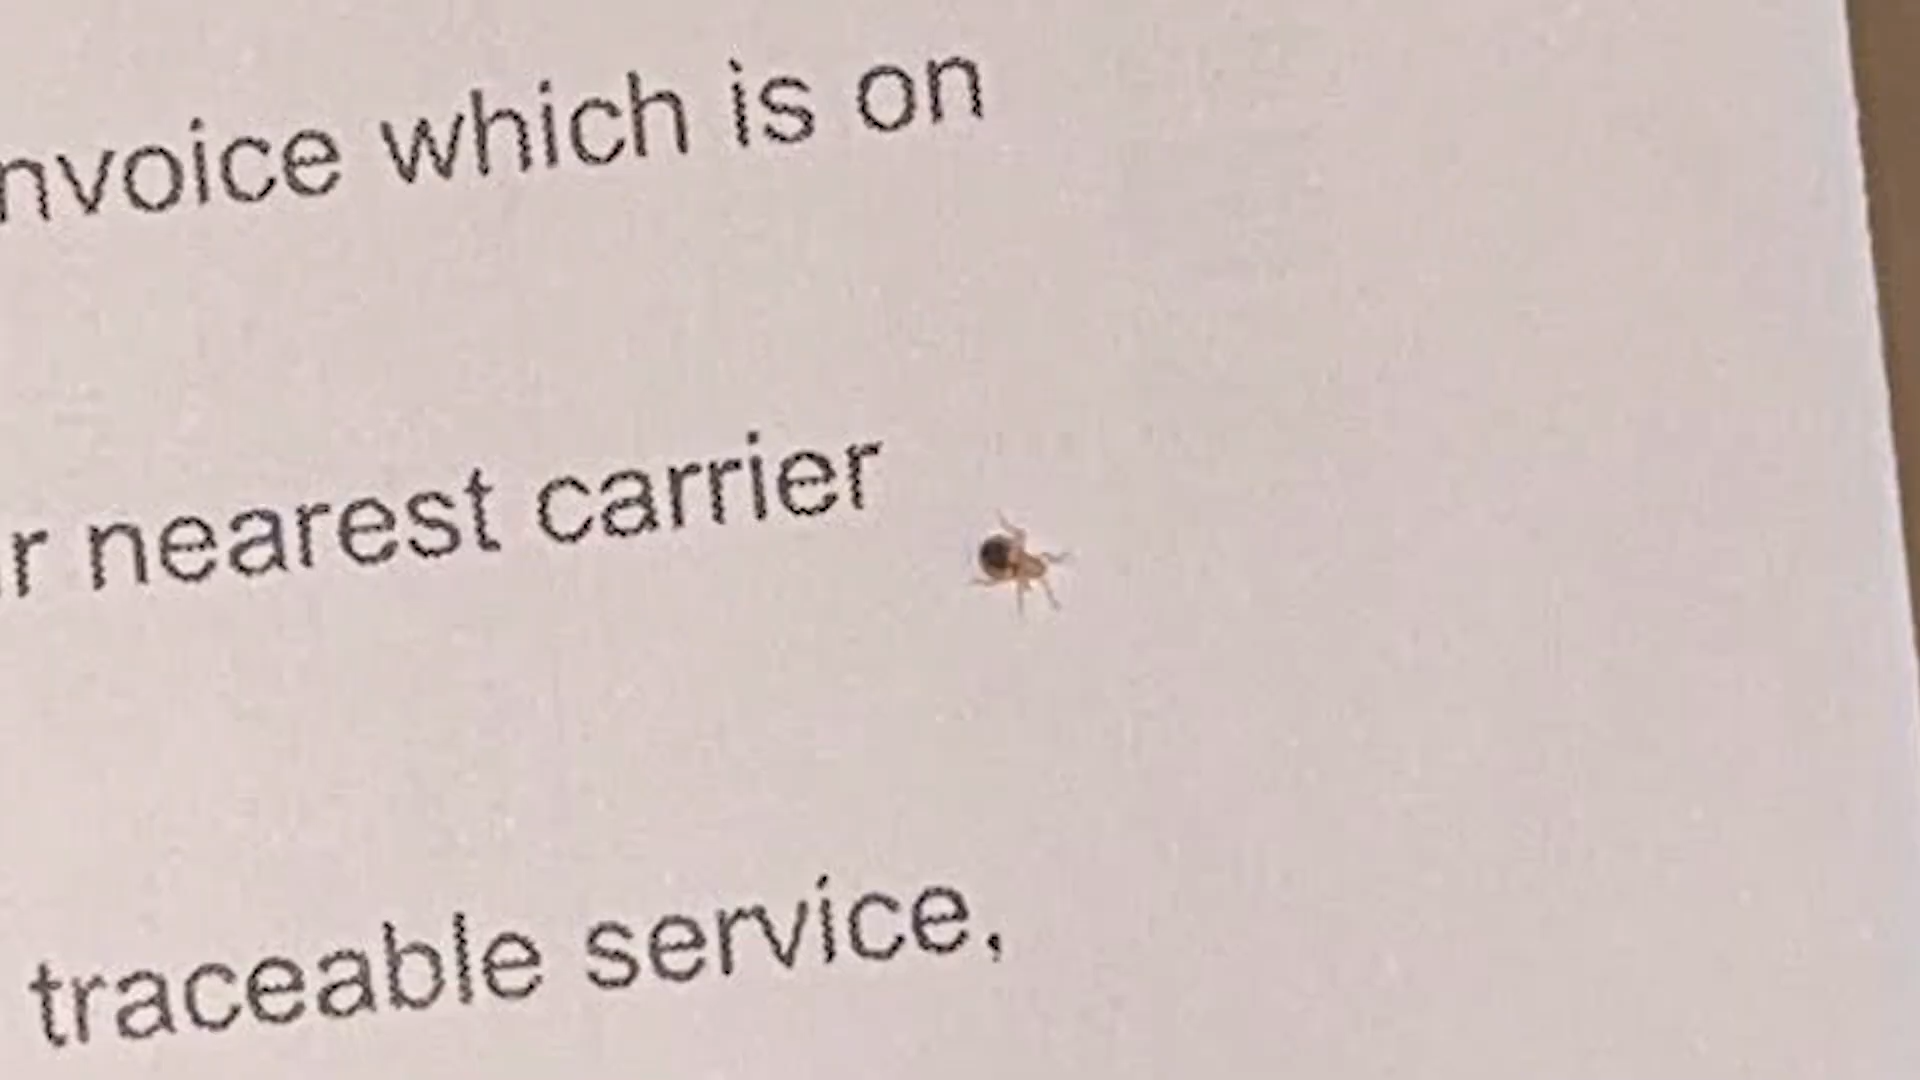 nvoice which is on
r nearest carrier
traceable service,